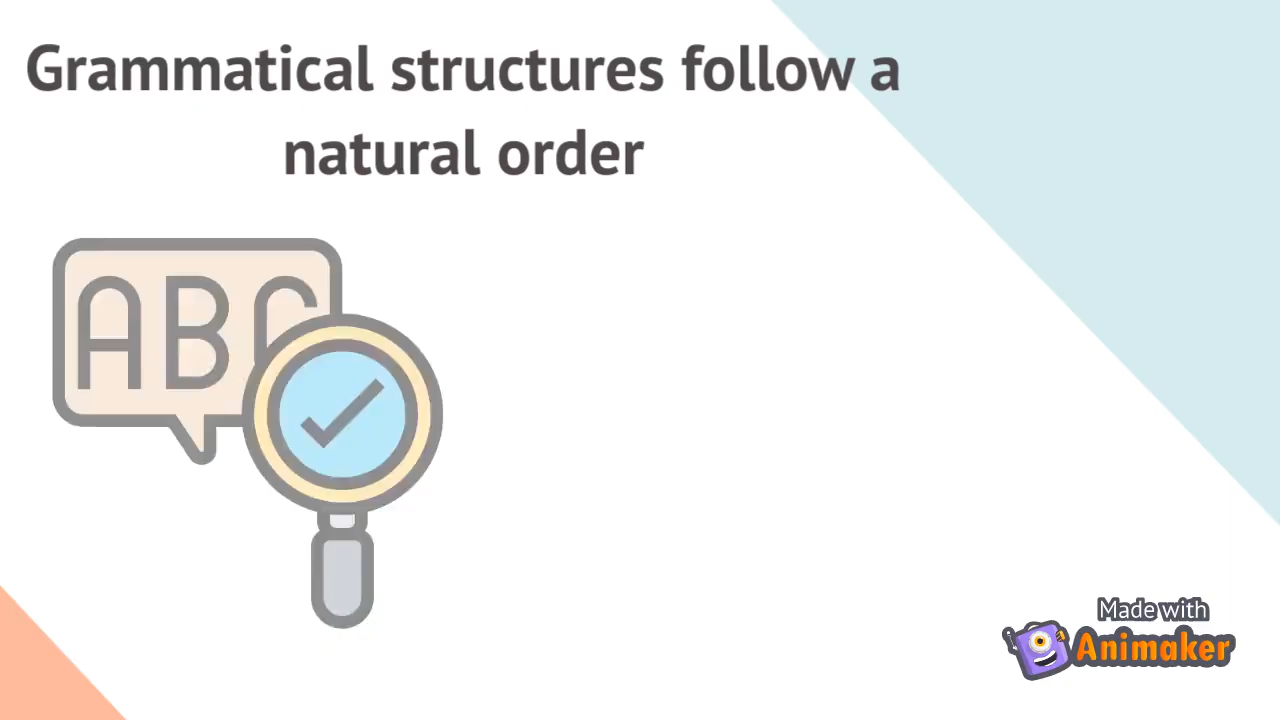 Grammatical structures follow a
natural order
ABC
Made with
Animaker